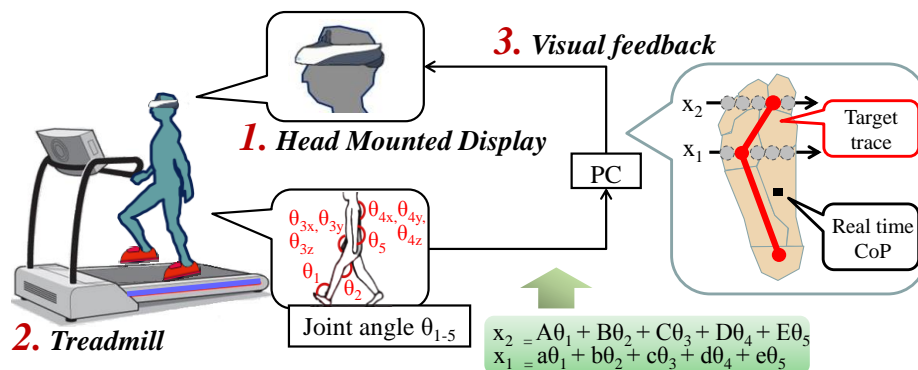 3. Visual feedback
1. Head Mounted Display
2. Treadmill
θ3x,θ3y
θ3z
θ4x,θ4y,
θ4z
θ5
θ1
θ2
Joint angle θ1-5
PC
x2
x1
Target
trace
Real time
CoP
x2 = Aθ1 + Bθ2 + Cθ3 + Dθ4 + Eθ5
x1 = aθ1 + bθ2 + cθ3 + dθ4 + eθ5